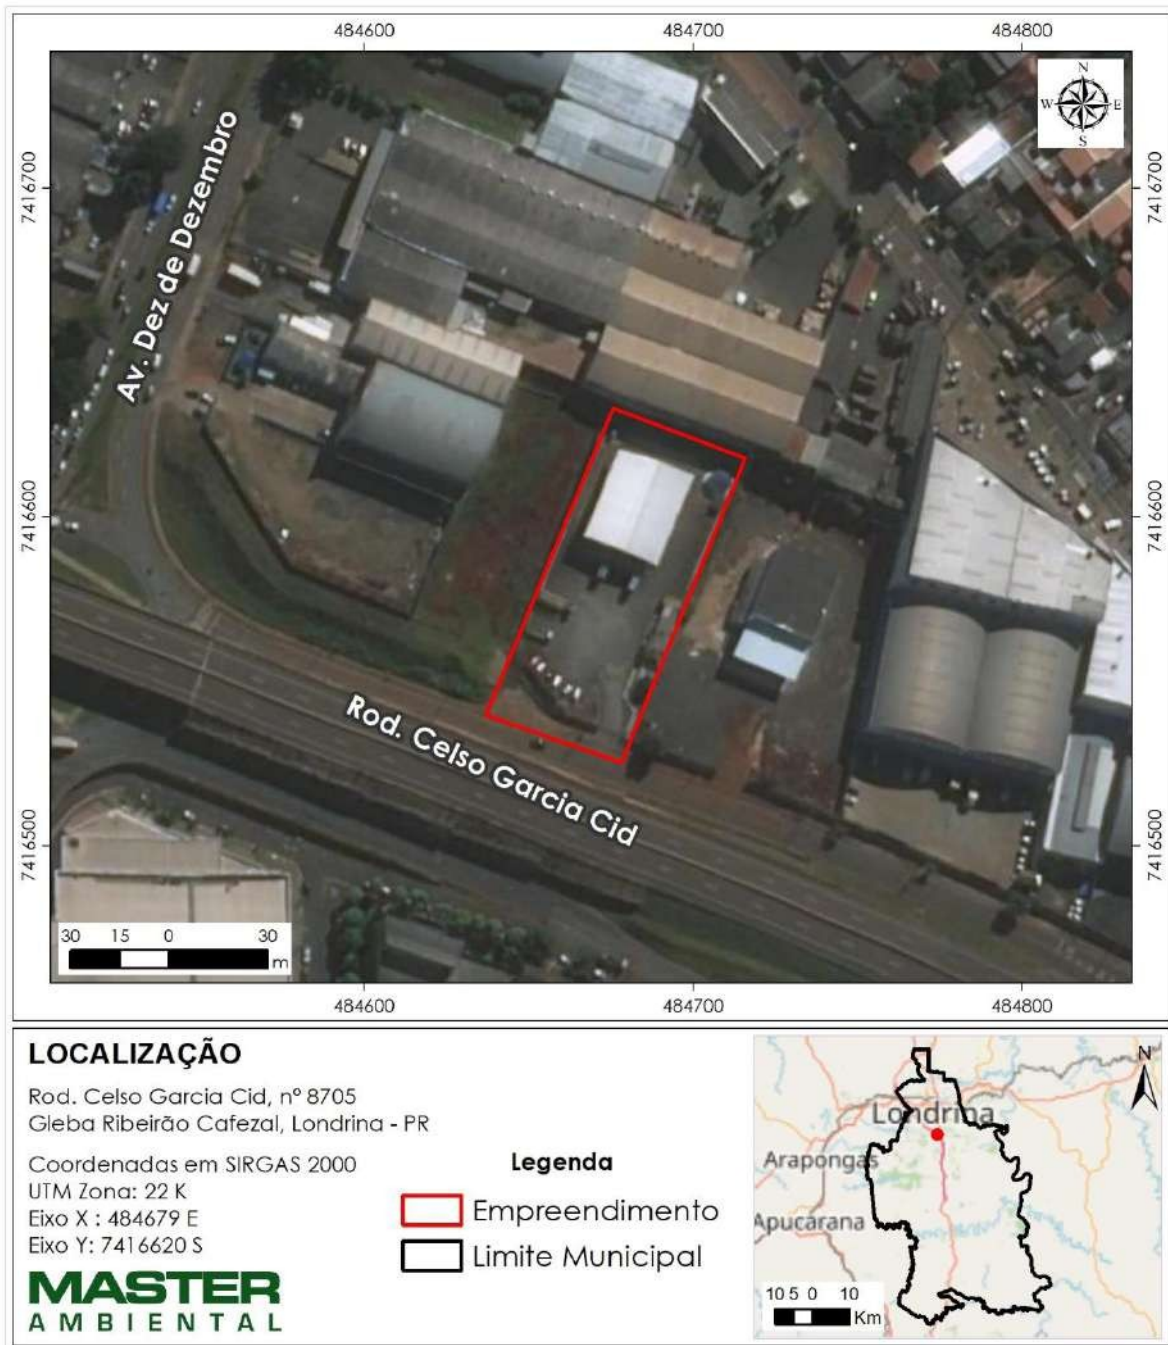 484600
484700
484800
N
W
E
S
7416700
7416700
Av. Dez de Dezembro
7416600
7416600
Rod. Celso Garcia Cid
7416500
7416500
30 15 0 30
m
484600
484700
484800
LOCALIZAÇÃO
Rod. Celso Garcia Cid, nº 8705
Gleba Ribeirão Cafezal, Londrina - PR
Coordenadas em SIRGAS 2000
UTM Zona: 22 K
Eixo X : 484679 E
Eixo Y: 7416620 S
MASTER
AMBIENTAL
Legenda
Empreendimento
Limite Municipal
N
Londrina
Arapongas
Apucarana
10 5 0 10
Km